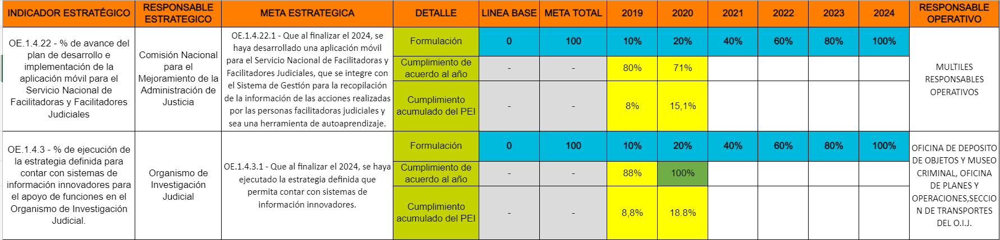 INDICADOR ESTRATÉGICO
RESPONSABLE
ESTRATEGICO
META ESTRATEGICA
DETALLE
LINEA BASE
META TOTAL
2019
2020
2021
2022
2023
2024
RESPONSABLE
OPERATIVO
OE.1.4.22 - % de avance del
plan de desarrollo e
implementación de la
aplicación móvil para el
Servicio Nacional de
Facilitadoras y Facilitadores
Judiciales
Comisión Nacional
para el
Mejoramiento de la
Administración de
Justicia
OE.1.4.22.1 - Que al finalizar el 2024, se
haya desarrollado una aplicación móvil
para el Servicio Nacional de Facilitadoras y
Facilitadores Judiciales, que se integre con
el Sistema de Gestión para la recopilación
de la información de las acciones realizadas
por las personas facilitadoras judiciales y
sea una herramienta de autoaprendizaje.
Formulación
0
100
10%
20%
40%
60%
80%
100%
Cumplimiento de
acuerdo al año
-
-
80%
71%
Cumplimiento
acumulado del PEI
-
-
8%
15,1%
MULTILES
RESPONSABLES
OPERATIVOS
OE.1.4.3 - % de ejecución de
la estrategia definida para
contar con sistemas de
información innovadores para
el apoyo de funciones en el
Organismo de Investigación
Judicial.
Organismo de
Investigación
Judicial
OE.1.4.3.1 - Que al finalizar el 2024, se haya
ejecutado la estrategia definida que
permita contar con sistemas de
información innovadores.
Formulación
0
100
10%
20%
40%
60%
80%
100%
Cumplimiento de
acuerdo al año
-
-
88%
100%
Cumplimiento
acumulado del PEI
-
-
8,8%
18.8%
OFICINA DE DEPOSITO
DE OBJETOS Y MUSEO
CRIMINAL, OFICINA
DE PLANES Y
OPERACIONES,SECCIO
N DE TRANSPORTES
DEL O.I.J.